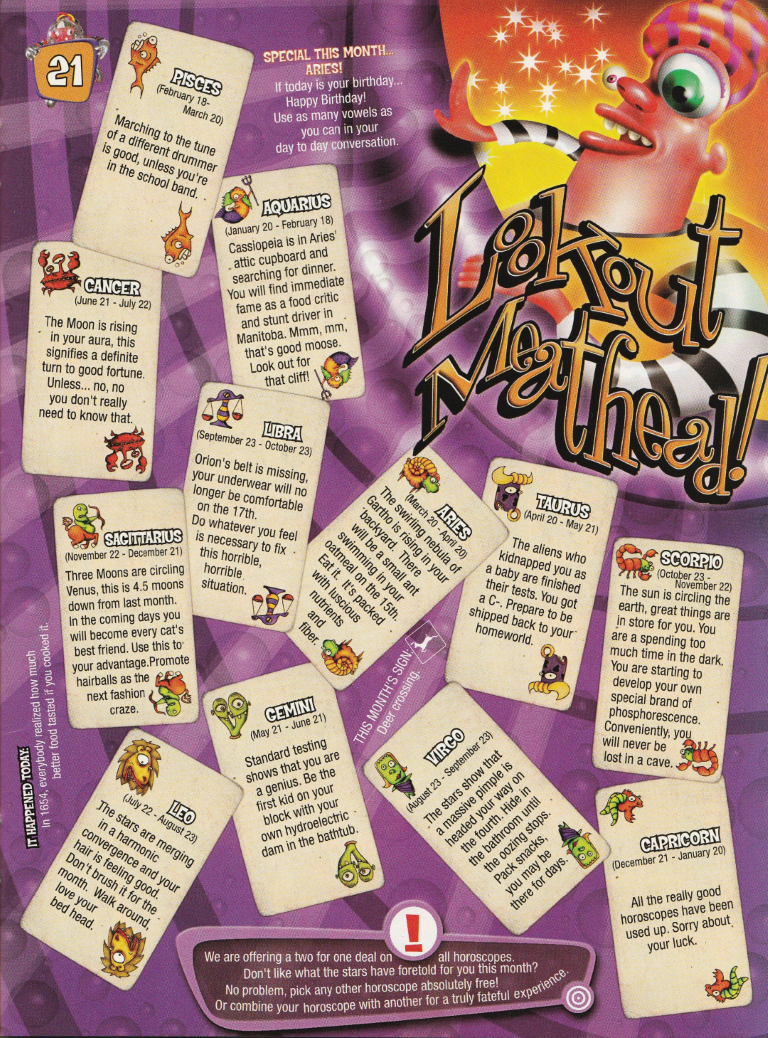 21
PISCES
(February 18-
March 20)
Marching to the tune
of a different drummer
is good, unless you're
in the school band.
SPECIAL THIS MONTH...
ARIES!
If today is your birthday...
Happy Birthday!
Use as many vowels as
you can in your
day to day conversation.
Lookout
Meathead!
AQUARIUS
(January 20 - February 18)
Cassiopeia is in Aries'
attic cupboard and
searching for dinner.
You will find immediate
fame as a food critic
and stunt driver in
Manitoba. Mmm, mm,
that's good moose.
Look out for
that cliff!
CANCER
(June 21 - July 22)
The Moon is rising
in your aura, this
signifies a definite
turn to good fortune.
Unless... no, no
you don't really
need to know that.
LIBRA
(September 23 - October 23)
Orion's belt is missing,
your underwear will no
longer be comfortable
on the 17th.
Do whatever you feel
is necessary to fix
this horrible,
horrible
situation.
ARIES
(March 20 - April 20)
The swirling nebula of
Gartho is rising in your
backyard. There
will be a small ant
swimming in your
oatmeal on the 15th.
Eat it. It's packed
with luscious
nutrients
and
fiber.
TAURUS
(April 20 - May 21)
The aliens who
kidnapped you as
a baby are finished
their tests. You got
a C-. Prepare to be
shipped back to your
homeworld.
SCORPIO
(October 23 -
November 22)
The sun is circling the
earth, great things are
in store for you. You
are a spending too
much time in the dark.
You are starting to
develop your own
special brand of
phosphorescence.
Conveniently, you
will never be
lost in a cave.
SAGITTARIUS
(November 22 - December 21)
Three Moons are circling
Venus, this is 4.5 moons
down from last month.
In the coming days you
will become every cat's
best friend. Use this to
your advantage.Promote
hairballs as the
next fashion
craze.
IT HAPPENED TODAY:
In 1654, everybody realized how much
better food tasted if you cooked it.
THIS MONTH'S SIGN:
Deer crossing.
GEMINI
(May 21 - June 21)
Standard testing
shows that you are
a genius. Be the
first kid on your
block with your
own hydroelectric
dam in the bathtub.
VIRGO
(August 23 - September 23)
The stars show that
a massive pimple is
headed your way on
the fourth. Hide in
the bathroom until
the oozing stops.
Pack snacks,
you may be
there for days.
LEO
(July 22 - August 23)
The stars are merging
in a harmonic
convergence and your
hair is feeling good.
Don't brush it for the
month. Walk around,
love your
bed head.
CAPRICORN
(December 21 - January 20)
All the really good
horoscopes have been
used up. Sorry about
your luck.
!
We are offering a two for one deal on all horoscopes.
Don't like what the stars have foretold for you this month?
No problem, pick any other horoscope absolutely free!
Or combine your horoscope with another for a truly fateful experience.